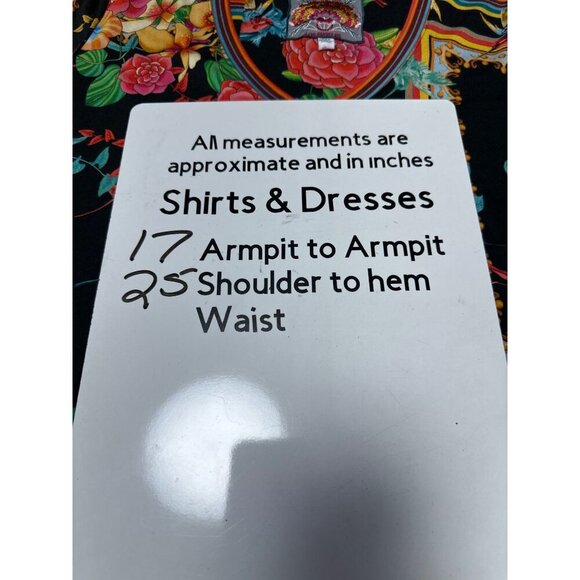 All measurements are
approximate and in inches
Shirts & Dresses
17 Armpit to Armpit
25 Shoulder to hem
Waist